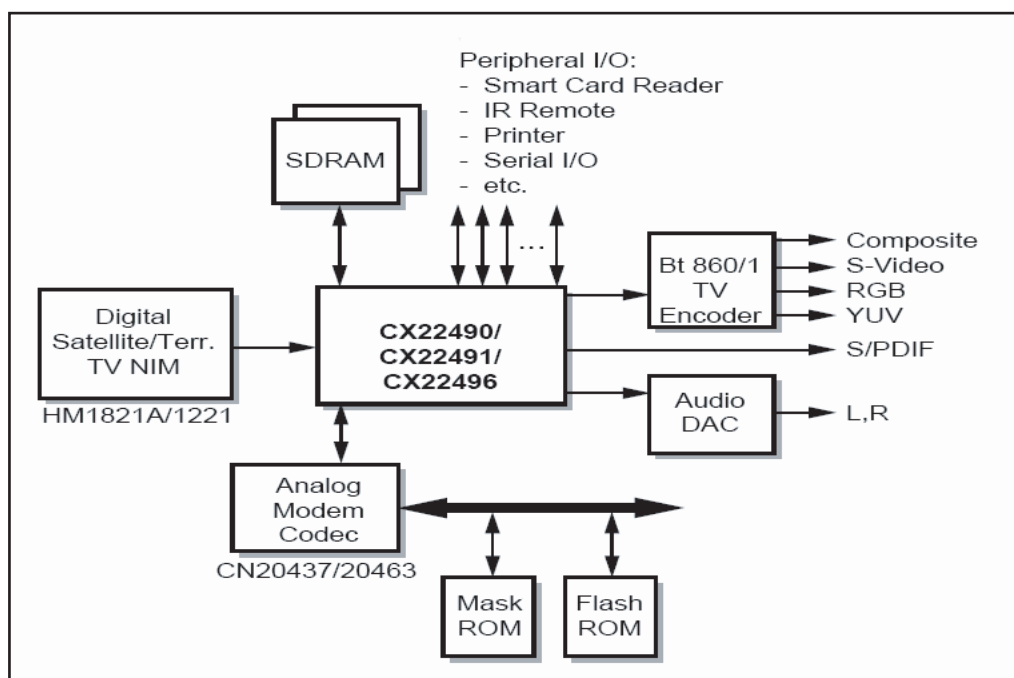 Peripheral I/O:
- Smart Card Reader
- IR Remote
- Printer
- Serial I/O
- etc.
SDRAM
...
Digital
Satellite/Terr.
TV NIM
HM1821A/1221
CX22490/
CX22491/
CX22496
Bt 860/1
TV
Encoder
Composite
S-Video
RGB
YUV
S/PDIF
Audio
DAC
L,R
Analog
Modem
Codec
CN20437/20463
Mask
ROM
Flash
ROM